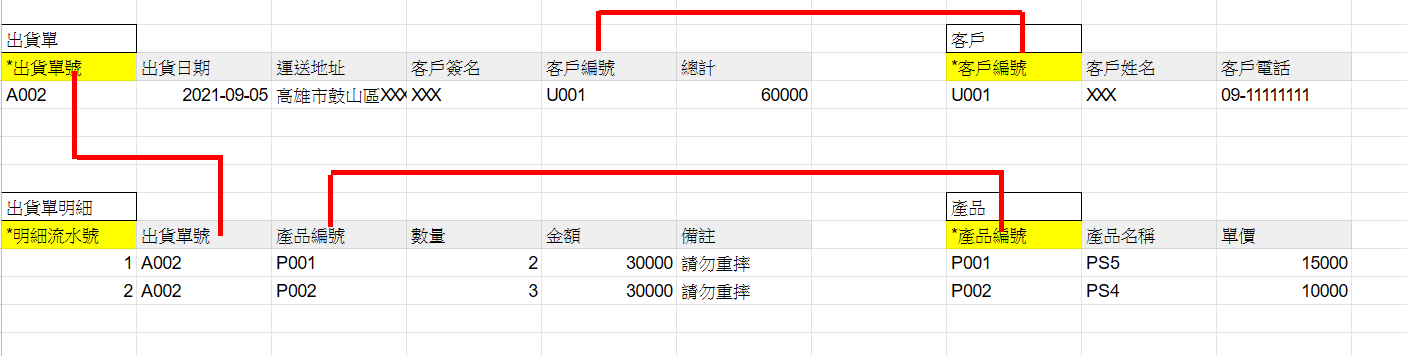 出貨單 客戶
*出貨單號 出貨日期 運送地址 客戶簽名 客戶編號 總計 *客戶編號 客戶姓名 客戶電話
A002 2021-09-05 高雄市鼓山區XXX XXX U001 60000 U001 XXX 09-11111111
出貨單明細 產品
*明細流水號 出貨單號 產品編號 數量 金額 備註 *產品編號 產品名稱 單價
1 A002 P001 2 30000 請勿重摔 P001 PS5 15000
2 A002 P002 3 30000 請勿重摔 P002 PS4 10000